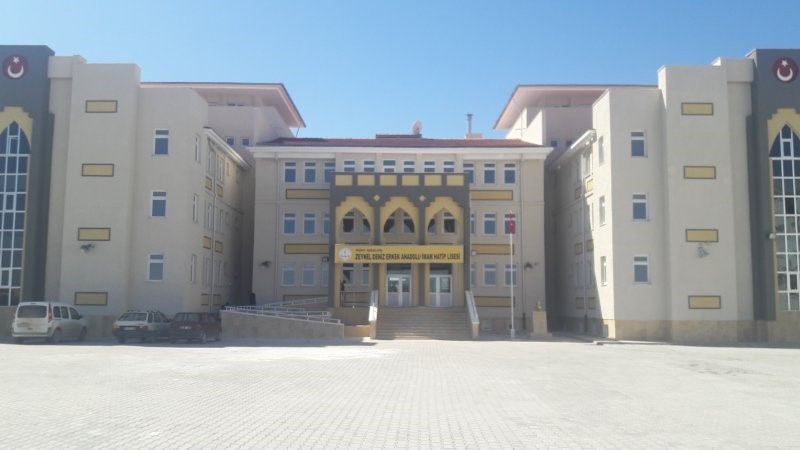 ZEYNEL DENİZ ERKEK ANADOLU İMAM HATİP LİSESİ